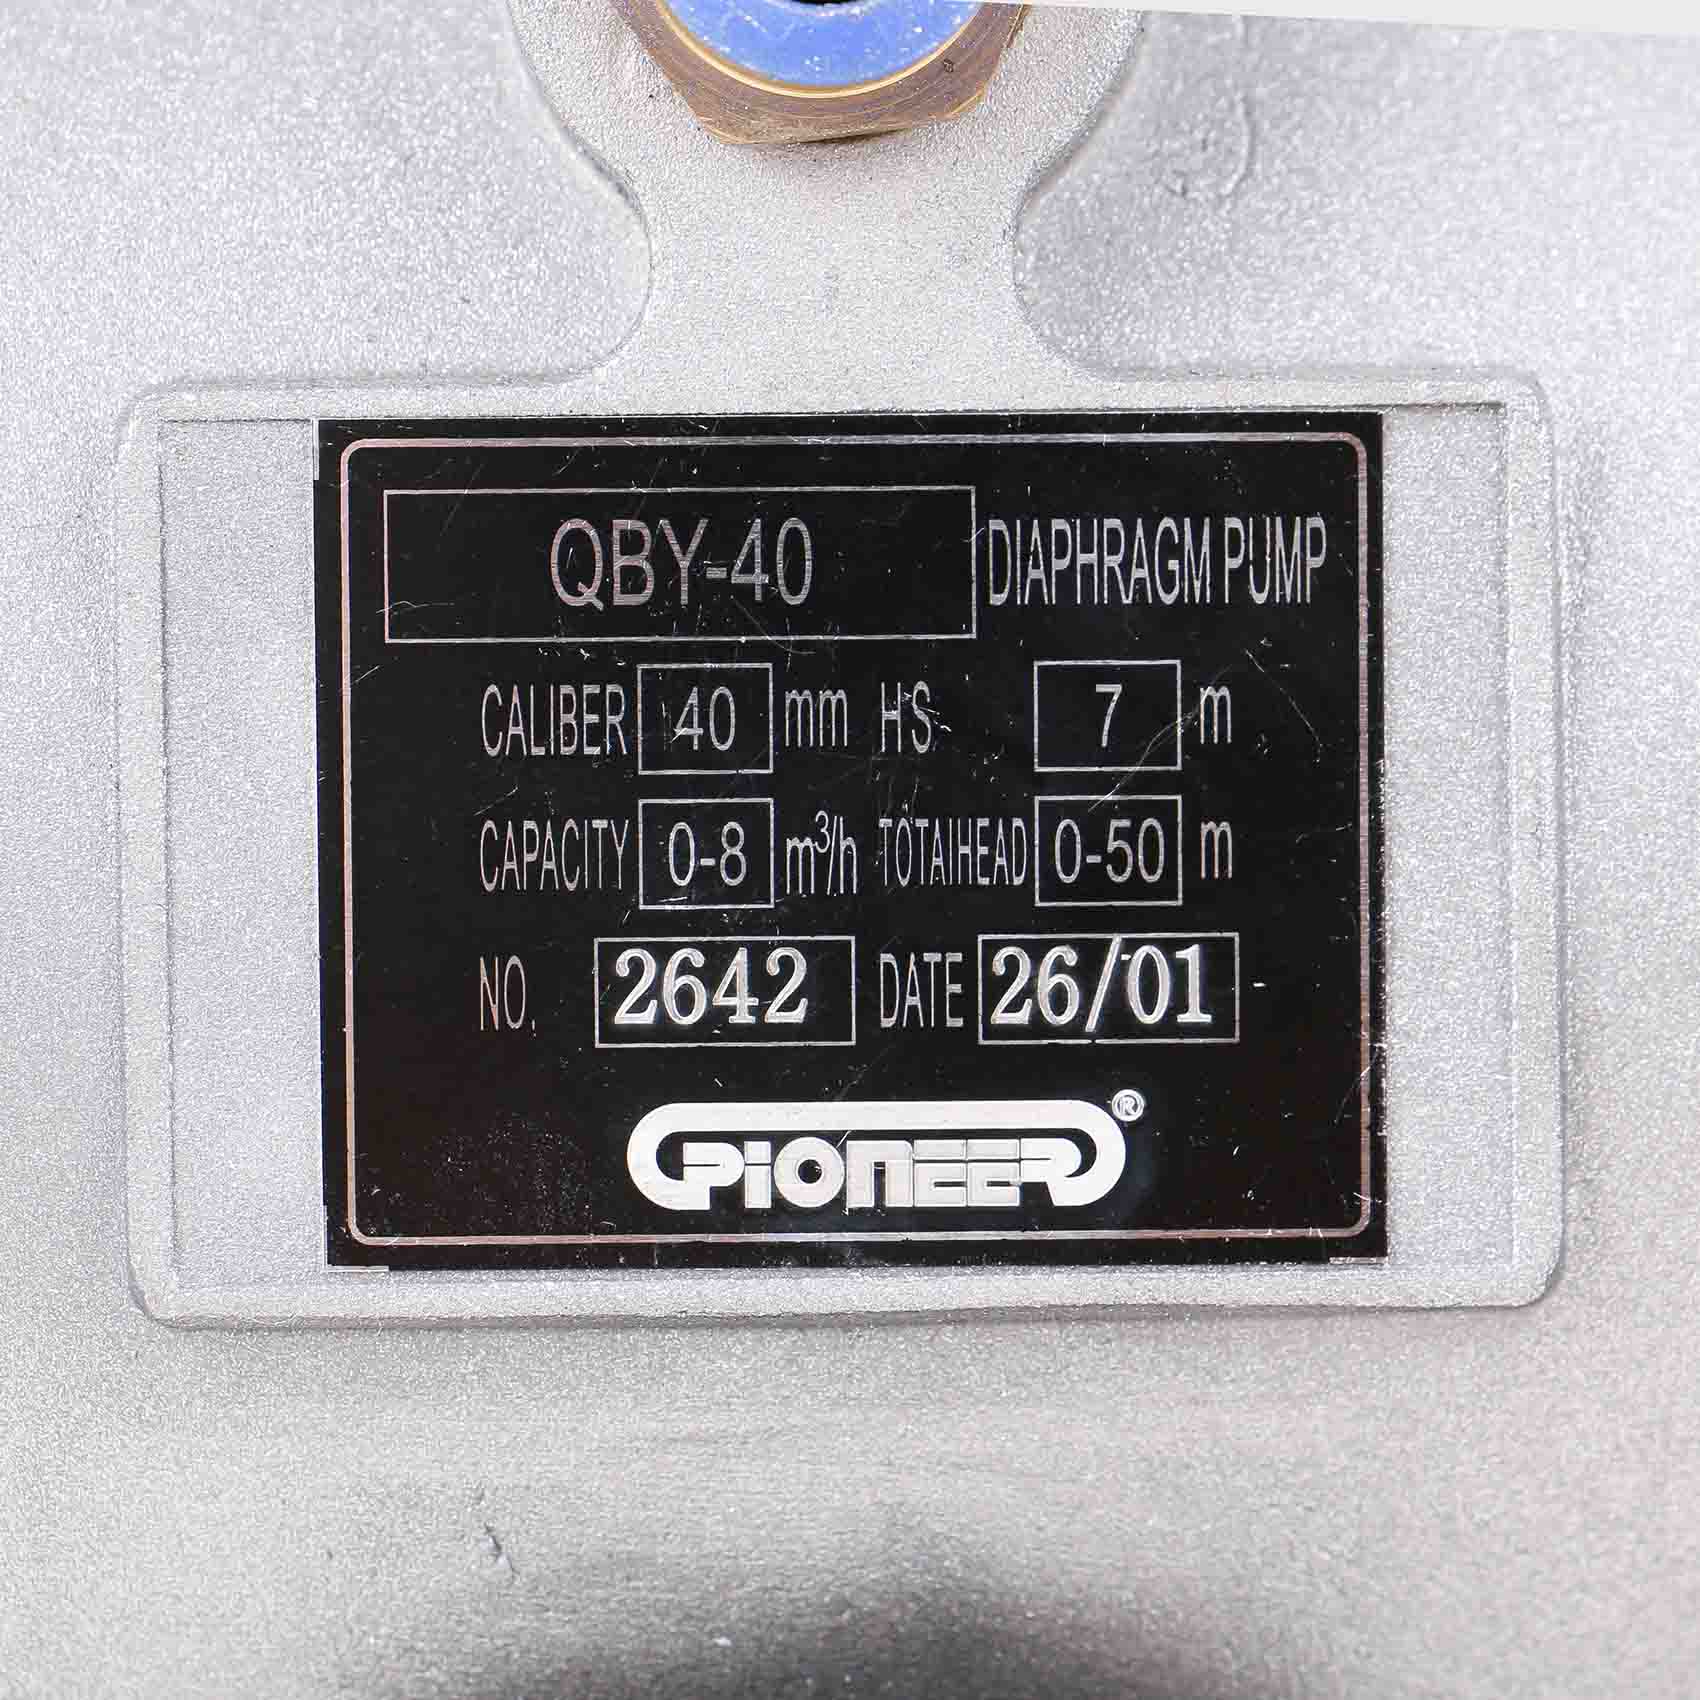 QBY-40 DIAPHRAGM PUMP
CALIBER 40 mm HS 7 m
CAPACITY 0-8 m³/h TOTAIHEAD 0-50 m
NO. 2642 DATE 26/01
PIONEER®